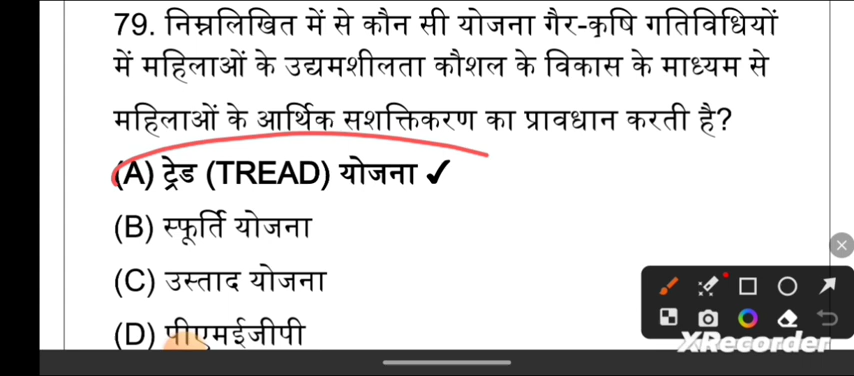 79. निम्नलिखित में से कौन सी योजना गैर-कृषि गतिविधियों
में महिलाओं के उद्यमशीलता कौशल के विकास के माध्यम से
महिलाओं के आर्थिक सशक्तिकरण का प्रावधान करती है?
(A) ट्रेड (TREAD) योजना ✓
(B) स्फूर्ति योजना
(C) उस्ताद योजना
(D) पीएमईजीपी
XRecorder